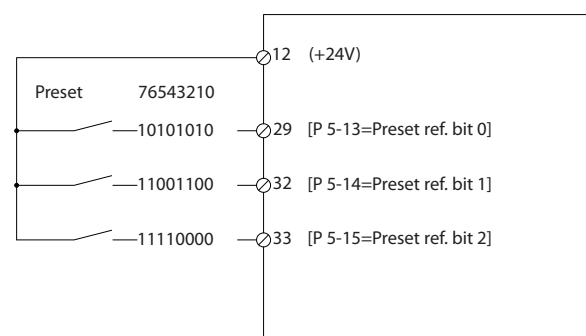 12 (+24V)
Preset 76543210
10101010 29 [P 5-13=Preset ref. bit 0]
11001100 32 [P 5-14=Preset ref. bit 1]
11110000 33 [P 5-15=Preset ref. bit 2]